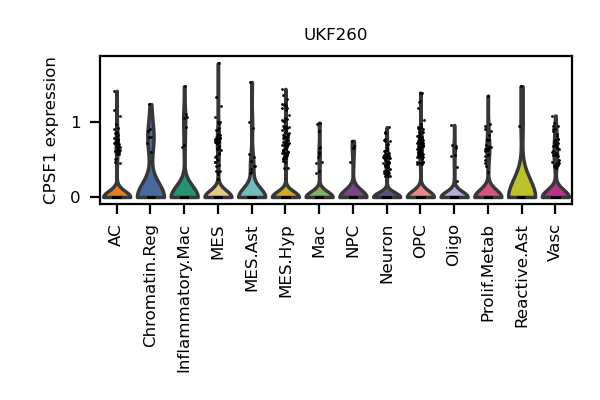 UKF260
CPSF1 expression
1
0
AC
Chromatin.Reg
Inflammatory.Mac
MES
MES.Ast
MES.Hyp
Mac
NPC
Neuron
OPC
Oligo
Prolif.Metab
Reactive.Ast
Vasc